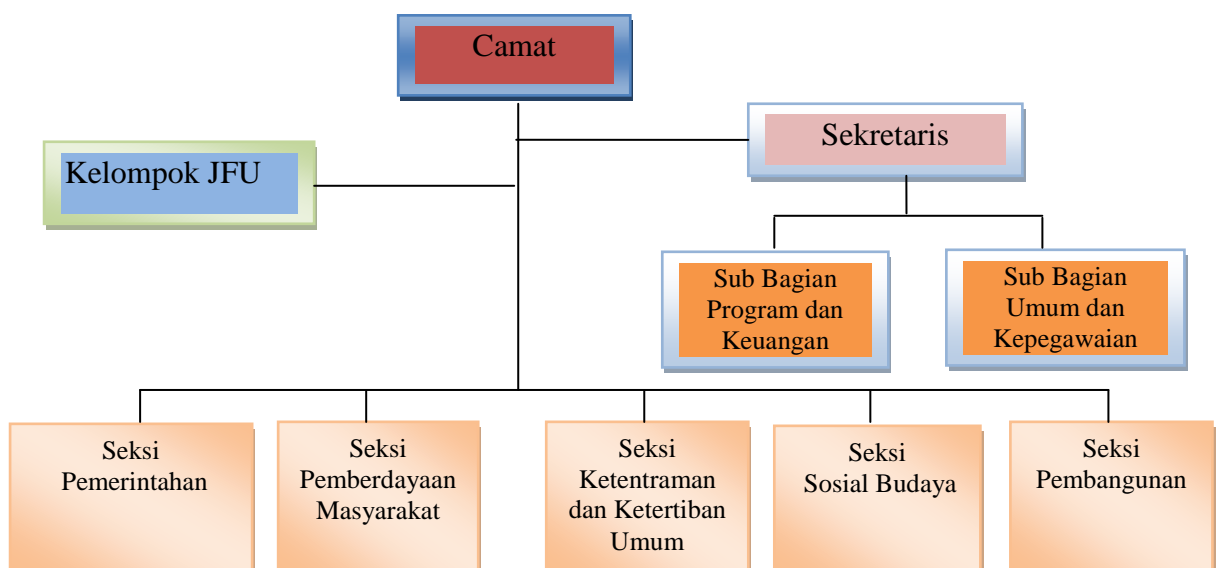 Camat
Sekretaris
Kelompok JFU
Sub Bagian
Program dan
Keuangan
Sub Bagian
Umum dan
Kepegawaian
Seksi
Pemerintahan
Seksi
Pemberdayaan
Masyarakat
Seksi
Ketentraman
dan Ketertiban
Umum
Seksi
Sosial Budaya
Seksi
Pembangunan